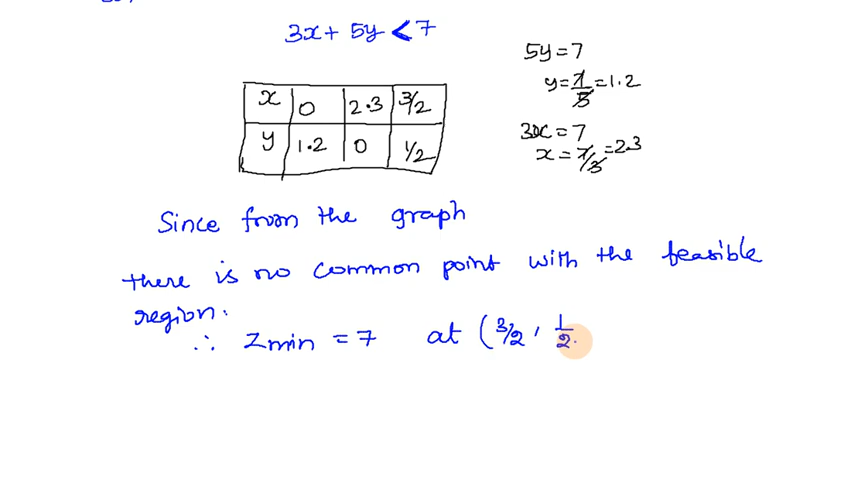 3x + 5y < 7
5y = 7
y = 7/5 = 1.2
x 0 2.3 3/2
y 1.2 0 1/2
3x = 7
x = 7/3 = 2.3
Since from the graph
there is no common point with the feasible
region.
∴ Zmin = 7 at (3/2, 1/2